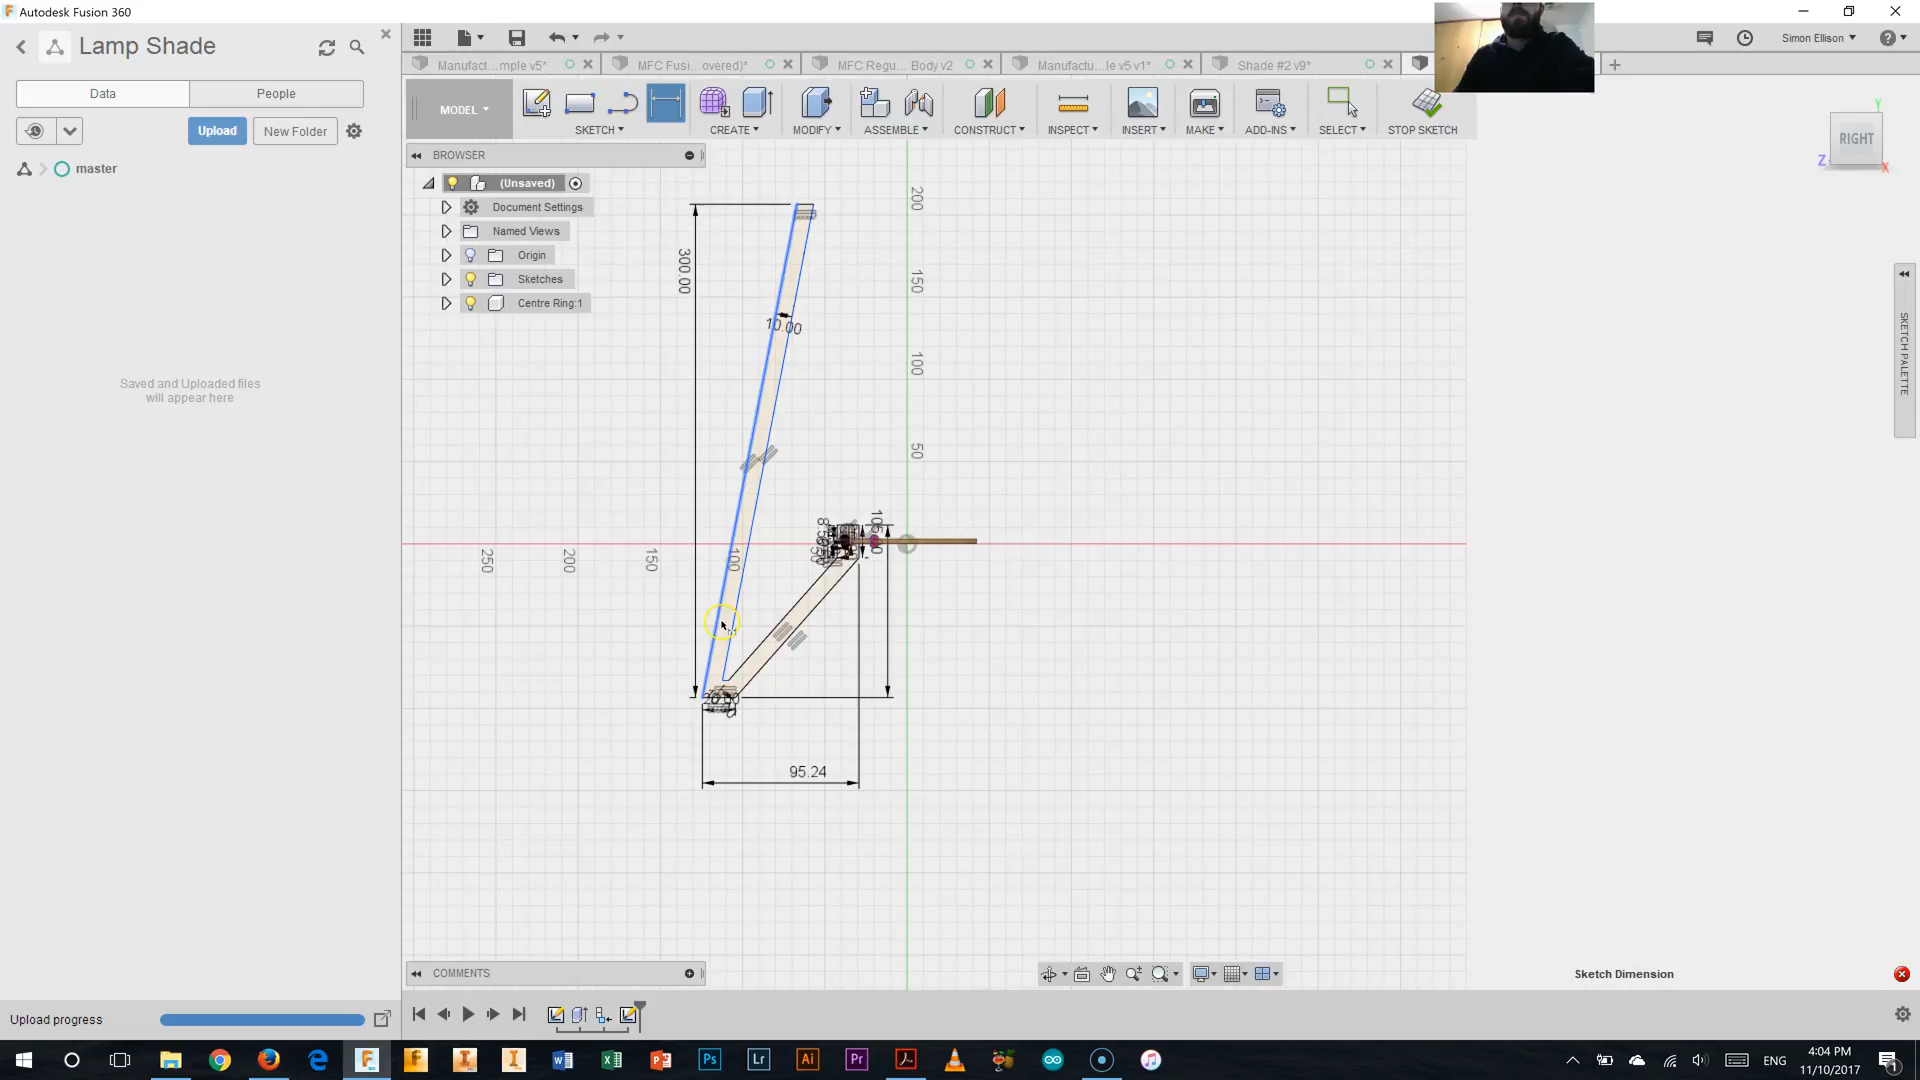 Autodesk Fusion 360
Lamp Shade
Simon Ellison
Manufact...mple v5*
MFC Fusi...overed)*
MFC Regu... Body v2
Manufactu...le v5 v1*
Shade #2 v9*
Data
People
Upload
New Folder
master
MODEL
SKETCH
CREATE
MODIFY
ASSEMBLE
CONSTRUCT
INSPECT
INSERT
MAKE
ADD-INS
SELECT
STOP SKETCH
BROWSER
(Unsaved)
Document Settings
Named Views
Origin
Sketches
Centre Ring:1
RIGHT
Y
Z
X
200
150
100
50
300.00
10.00
250
200
150
100
95.24
SKETCH PALETTE
Saved and Uploaded files
will appear here
COMMENTS
Sketch Dimension
Upload progress
ENG
4:04 PM
11/10/2017